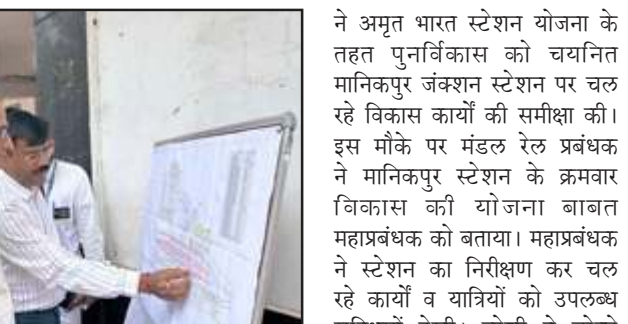 ने अमृत भारत स्टेशन योजना के
तहत पुनर्विकास को चयनित
मानिकपुर जंक्शन स्टेशन पर चल
रहे विकास कार्यों की समीक्षा की।
इस मौके पर मंडल रेल प्रबंधक
ने मानिकपुर स्टेशन के क्रमवार
विकास की योजना बाबत
महाप्रबंधक को बताया। महाप्रबंधक
ने स्टेशन का निरीक्षण कर चल
रहे कार्यों व यात्रियों को उपलब्ध